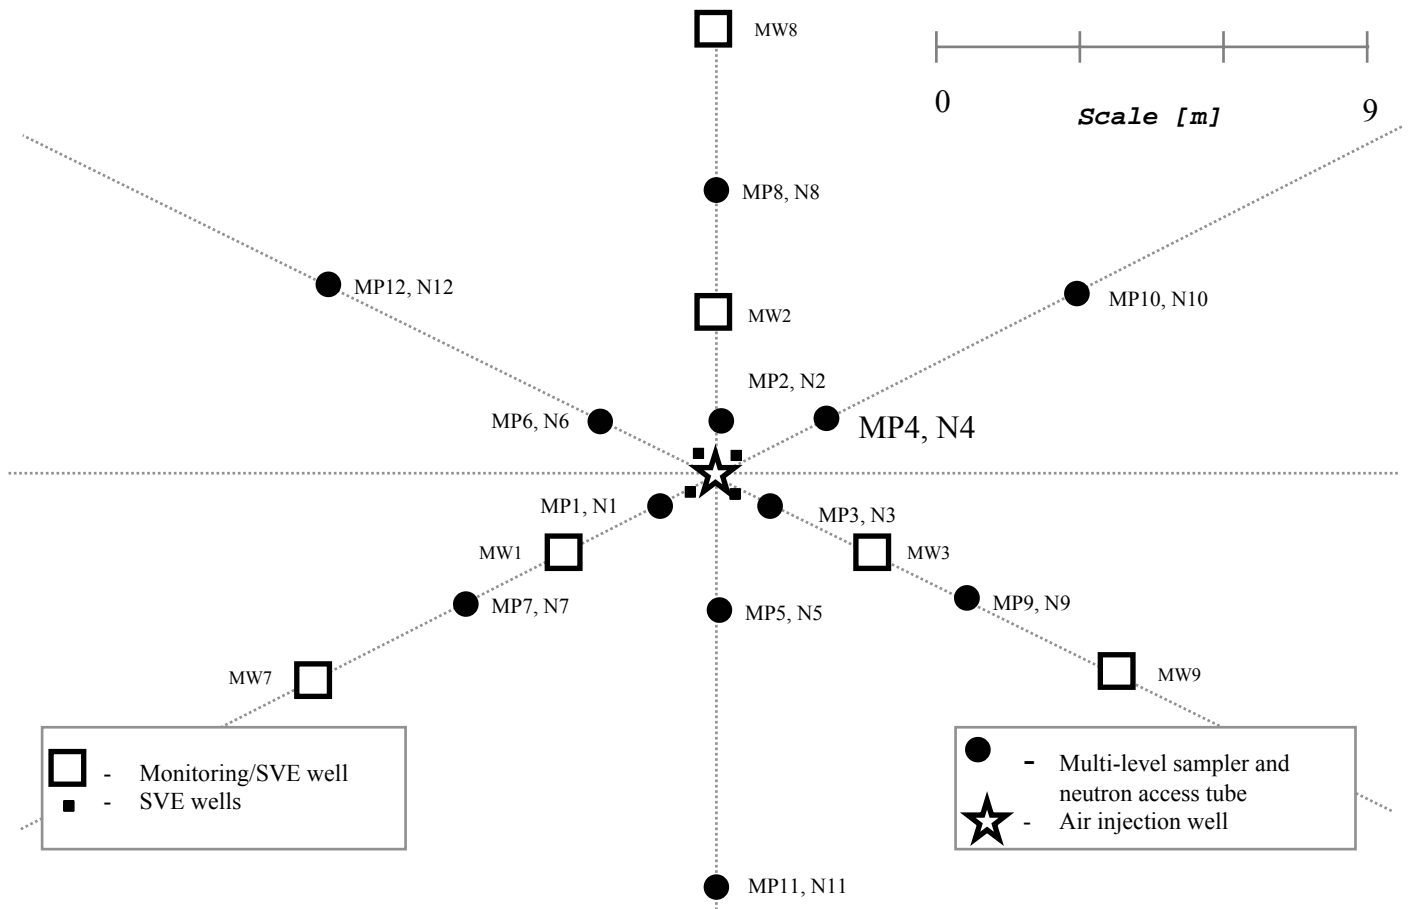 MW8
0
9
Scale [m]
MP8, N8
MP12, N12
MP10, N10
MW2
MP2, N2
MP6, N6
MP4, N4
MP1, N1
MP3, N3
MW1
MW3
MP7, N7
MP9, N9
MP5, N5
MW7
MW9
- Monitoring/SVE well
- SVE wells
- Multi-level sampler and
neutron access tube
- Air injection well
MP11, N11